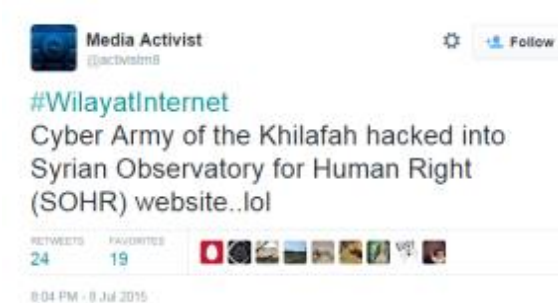 Media Activist
@activistm8
Follow
#WilayatInternet
Cyber Army of the Khilafah hacked into
Syrian Observatory for Human Right
(SOHR) website..lol
RETWEETS FAVORITES
24 19
8:04 PM - 8 Jul 2015